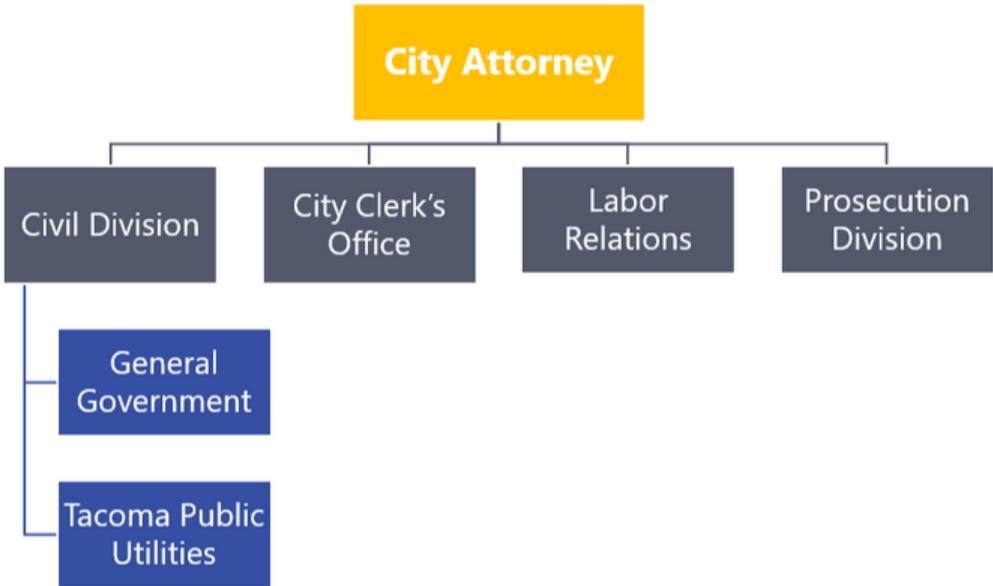 City Attorney
Civil Division
City Clerk’s
Office
Labor
Relations
Prosecution
Division
General
Government
Tacoma Public
Utilities